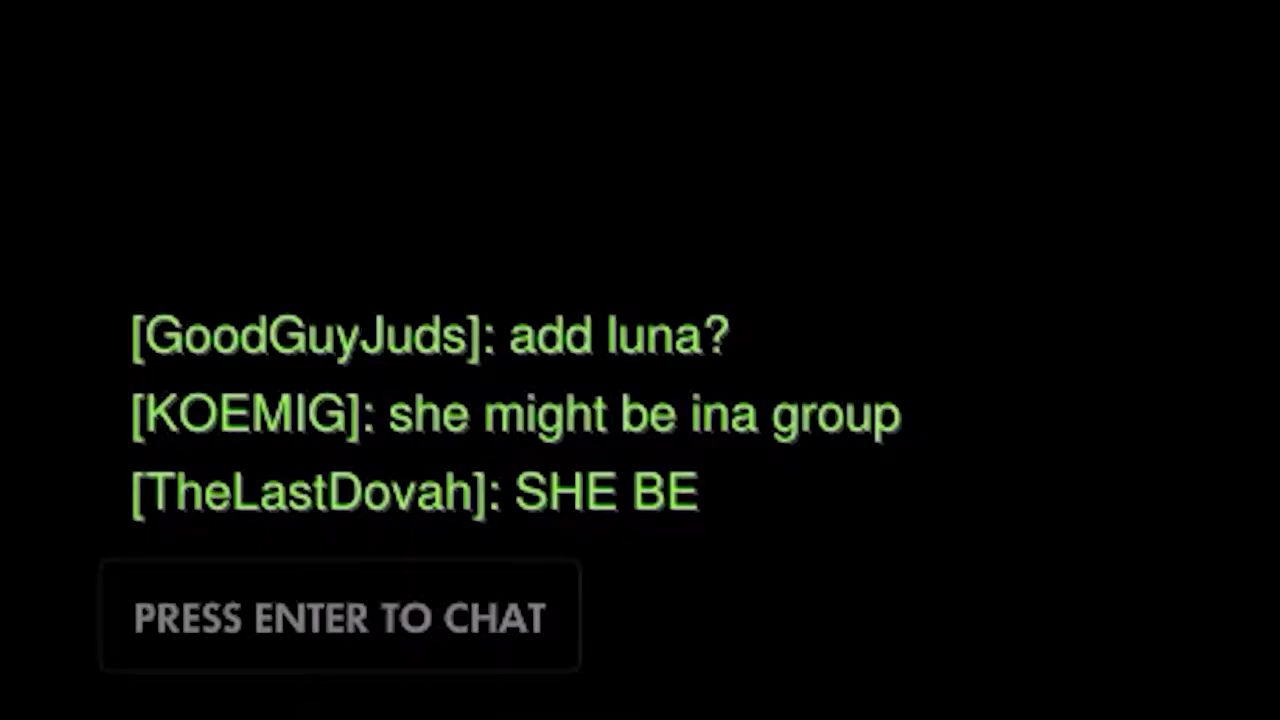 [GoodGuyJuds]: add luna?
[KOEMIG]: she might be ina group
[TheLastDovah]: SHE BE
PRESS ENTER TO CHAT